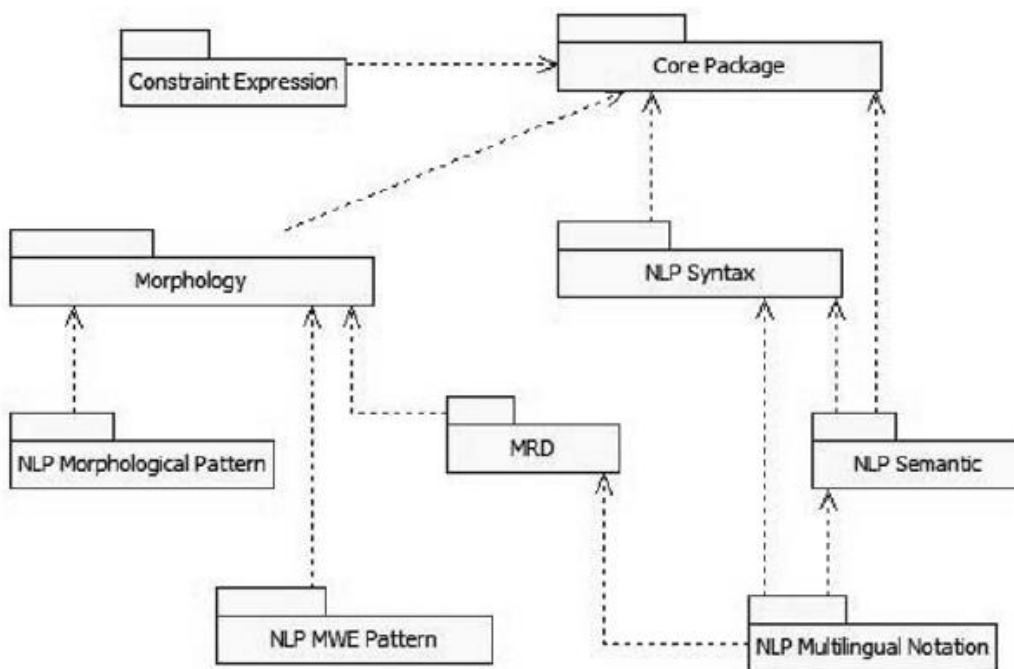 Core Package
Constraint Expression
Morphology
NLP Syntax
MRD
NLP Morphological Pattern
NLP Semantic
NLP MWE Pattern
NLP Multilingual Notation